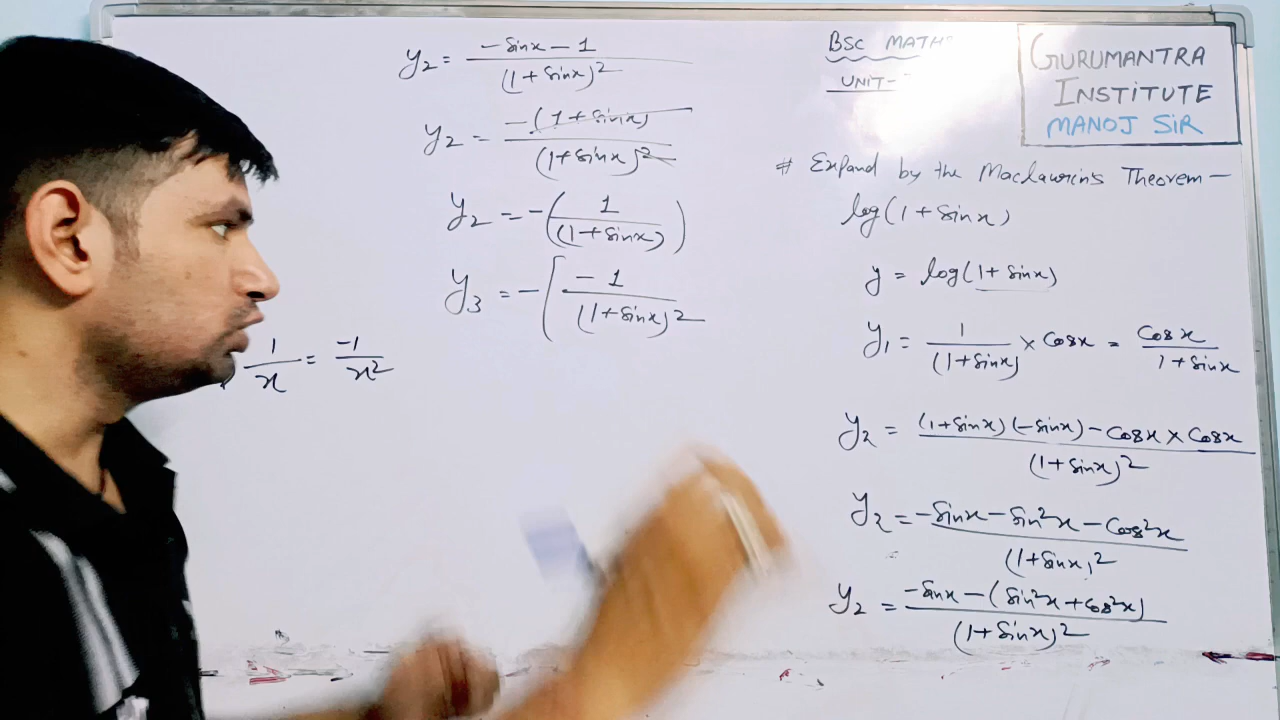 BSC MATH
UNIT-
GURUMANTRA
INSTITUTE
MANOJ SIR
# Expand by the Maclaurin's Theorem —
log(1 + sinx)
y = log(1 + sinx)
y₁ = 1/(1+sinx) × cosx = cosx/1+sinx
y₂ = (1+sinx)(-sinx) - cosx × cosx/(1+sinx)²
y₂ = -sinx - sin²x - cos²x/(1+sinx)²
y₂ = -sinx - (sin²x + cos²x)/(1+sinx)²
y₂ = -sinx - 1/(1+sinx)²
y₂ = -(1+sinx)/(1+sinx)²
y₂ = -(1/(1+sinx))
y₃ = -[-1/(1+sinx)²
1/x = -1/x²